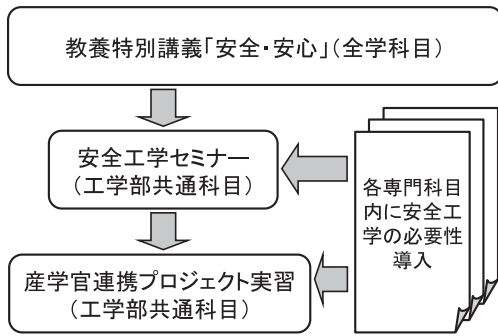 教養特別講義「安全・安心」(全学科目)
安全工学セミナー
(工学部共通科目)
各専門科目
内に安全工
学の必要性
導入
産学官連携プロジェクト実習
(工学部共通科目)